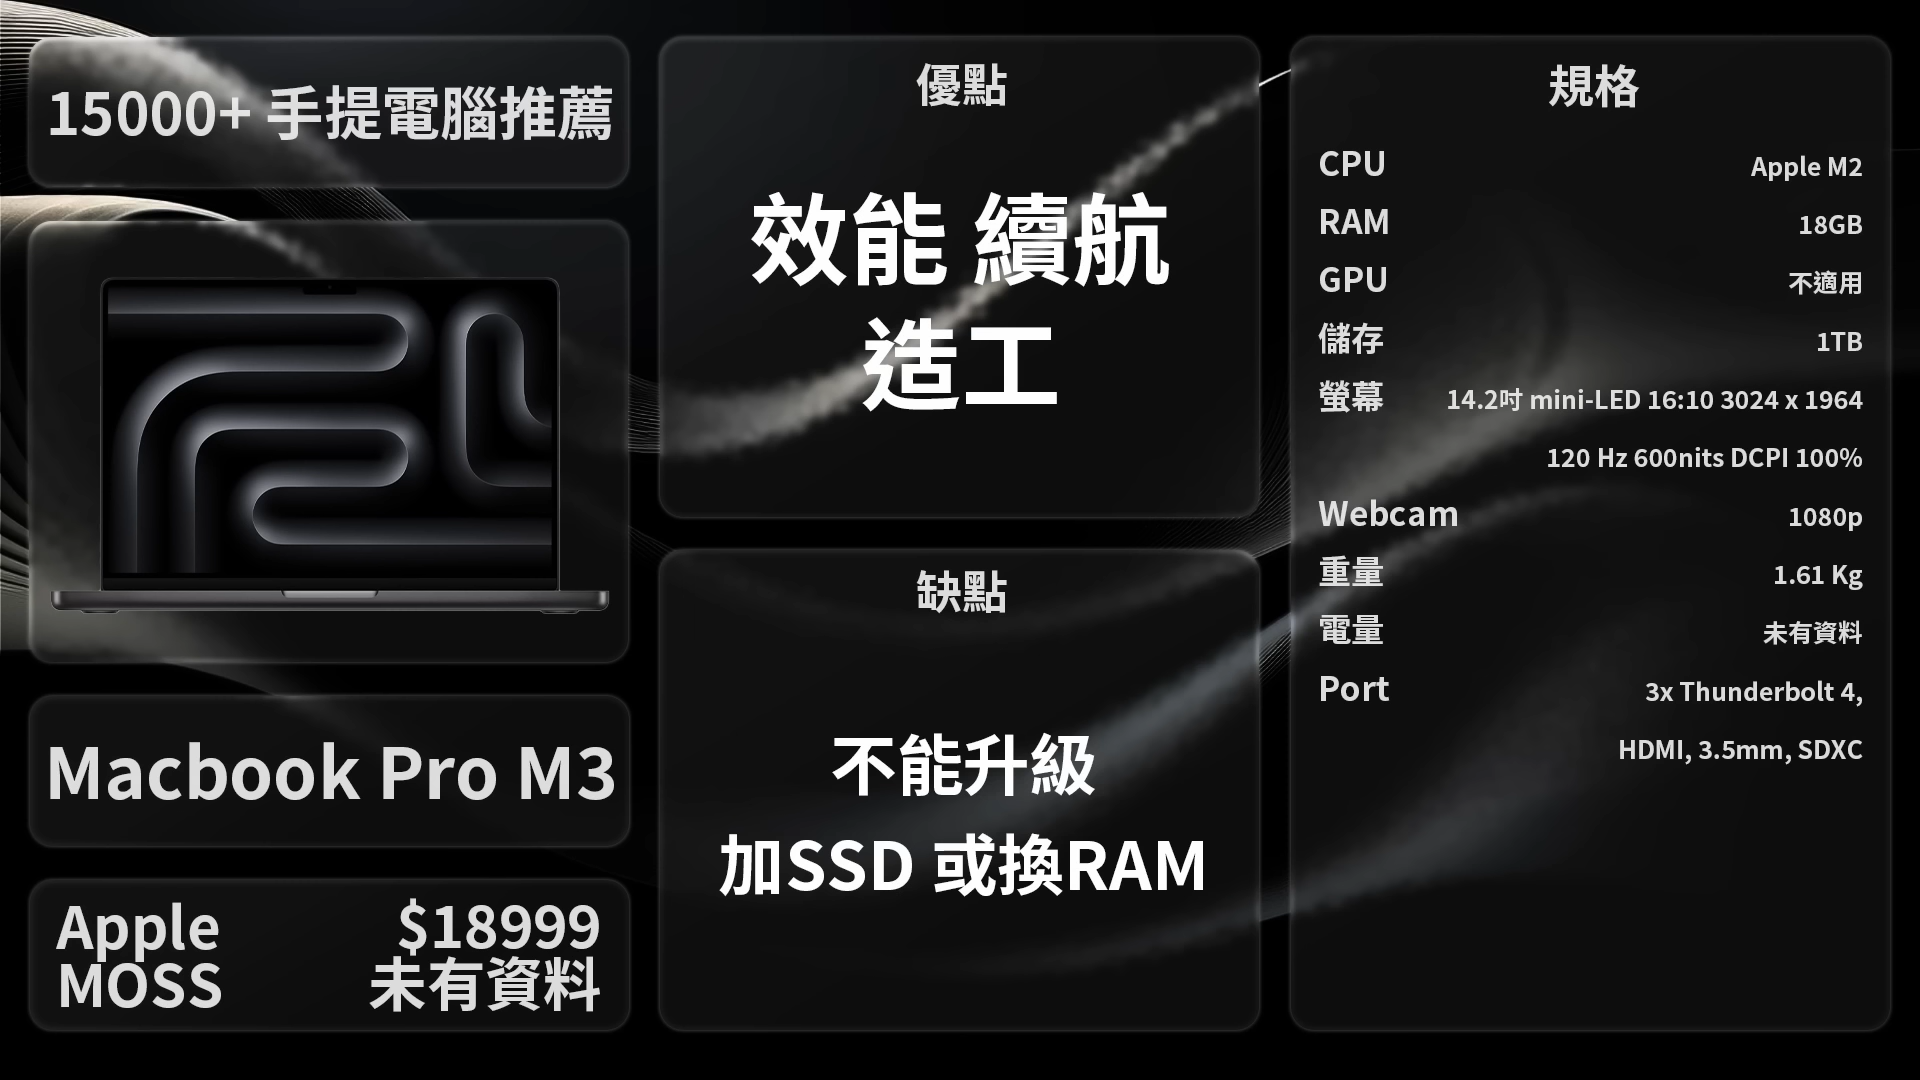 15000+ 手提電腦推薦
Macbook Pro M3
Apple $18999
MOSS 未有資料
優點
效能 續航
造工
缺點
不能升級
加SSD 或換RAM
規格
CPU Apple M2
RAM 18GB
GPU 不適用
儲存 1TB
螢幕 14.2吋 mini-LED 16:10 3024 x 1964
120 Hz 600nits DCPI 100%
Webcam 1080p
重量 1.61 Kg
電量 未有資料
Port 3x Thunderbolt 4,
HDMI, 3.5mm, SDXC